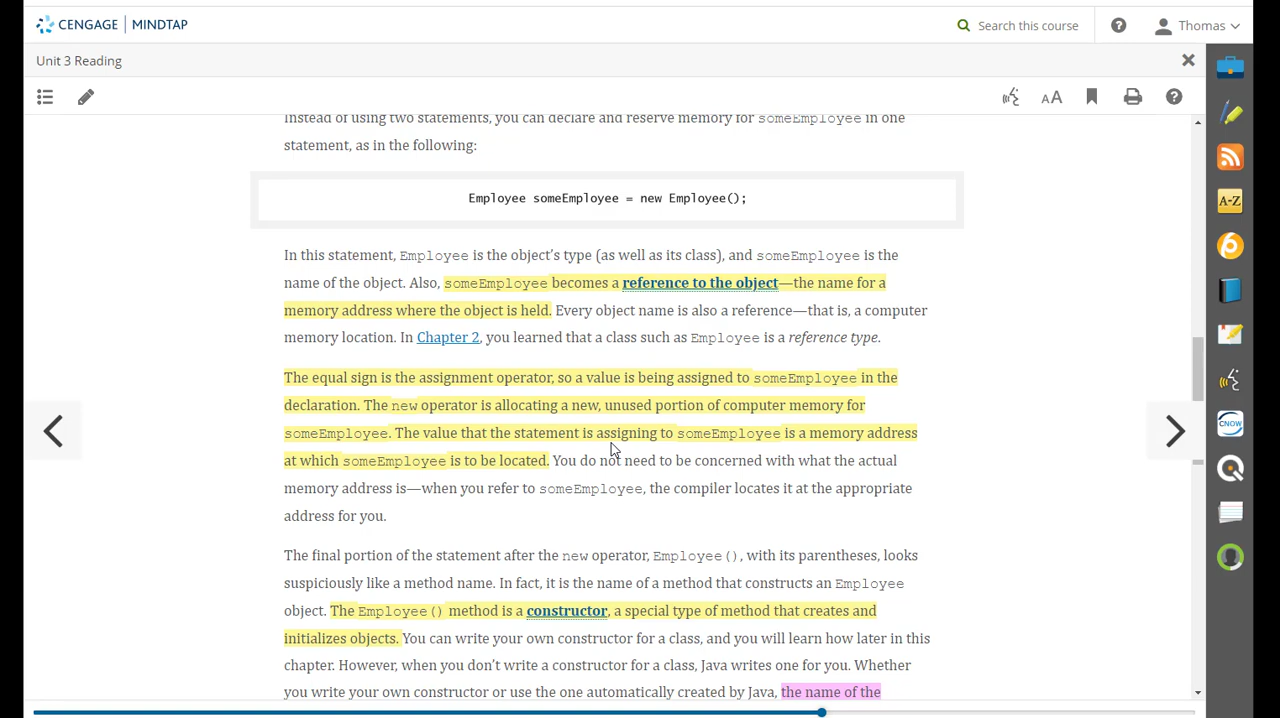 CENGAGE | MINDTAP
Search this course
Thomas
Unit 3 Reading
AA
Instead of using two statements, you can declare and reserve memory for someEmployee in one
statement, as in the following:
Employee someEmployee = new Employee();
In this statement, Employee is the object's type (as well as its class), and someEmployee is the
name of the object. Also, someEmployee becomes a reference to the object—the name for a
memory address where the object is held. Every object name is also a reference—that is, a computer
memory location. In Chapter 2, you learned that a class such as Employee is a reference type.
The equal sign is the assignment operator, so a value is being assigned to someEmployee in the
declaration. The new operator is allocating a new, unused portion of computer memory for
someEmployee. The value that the statement is assigning to someEmployee is a memory address
at which someEmployee is to be located. You do not need to be concerned with what the actual
memory address is—when you refer to someEmployee, the compiler locates it at the appropriate
address for you.
The final portion of the statement after the new operator, Employee(), with its parentheses, looks
suspiciously like a method name. In fact, it is the name of a method that constructs an Employee
object. The Employee() method is a constructor, a special type of method that creates and
initializes objects. You can write your own constructor for a class, and you will learn how later in this
chapter. However, when you don't write a constructor for a class, Java writes one for you. Whether
you write your own constructor or use the one automatically created by Java, the name of the
A-Z
CNOW